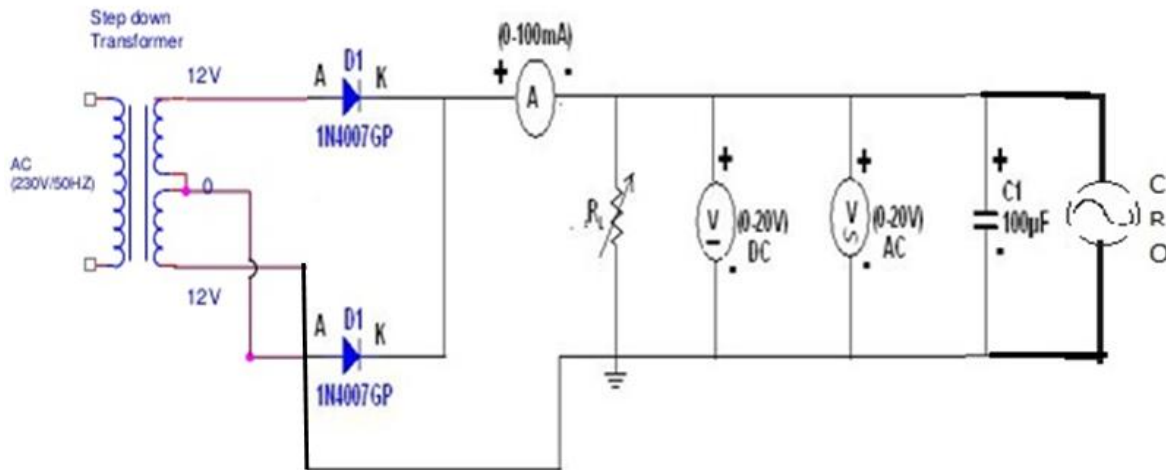 Step down
Transformer
12V
A
D1
K
1N4007GP
(0-100mA)
+
-
A
AC
(230V/50HZ)
0
12V
A
D1
K
1N4007GP
RL
+
V
(0-20V)
DC
-
+
V
S
(0-20V)
AC
-
+
C1
100µF
-
C
R
O